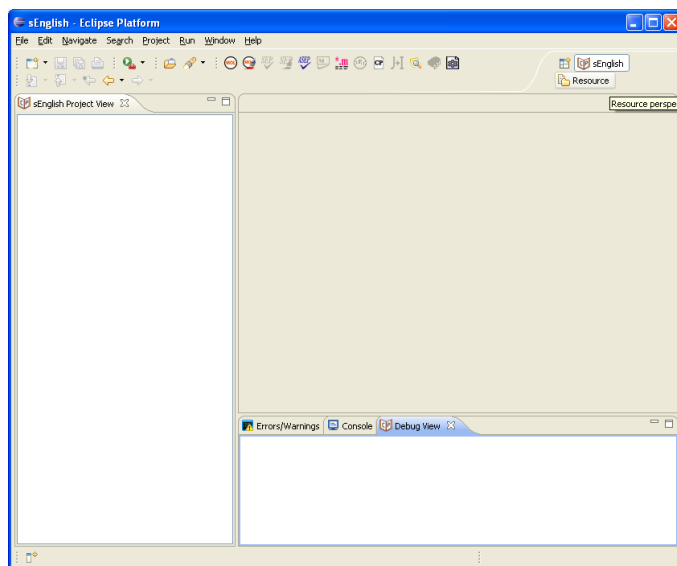 sEnglish - Eclipse Platform
File Edit Navigate Search Project Run Window Help
sEnglish
Resource
sEnglish Project View
Resource perspe
Errors/Warnings Console Debug View